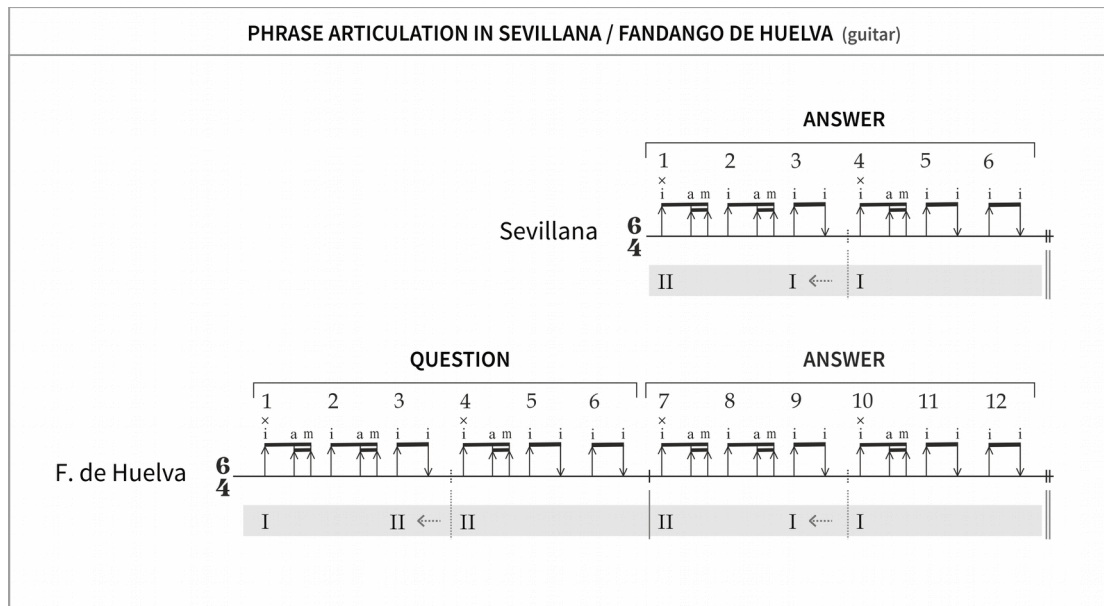 PHRASE ARTICULATION IN SEVILLANA / FANDANGO DE HUELVA (guitar)
ANSWER
1 2 3 4 5 6
× ×
i a m i a m i i i a m i i i i
Sevillana 6 4
II I I
QUESTION ANSWER
1 2 3 4 5 6 7 8 9 10 11 12
× × × ×
i a m i a m i i i a m i i i i i a m i a m i i i a m i i i i
F. de Huelva 6 4
I II II II I I